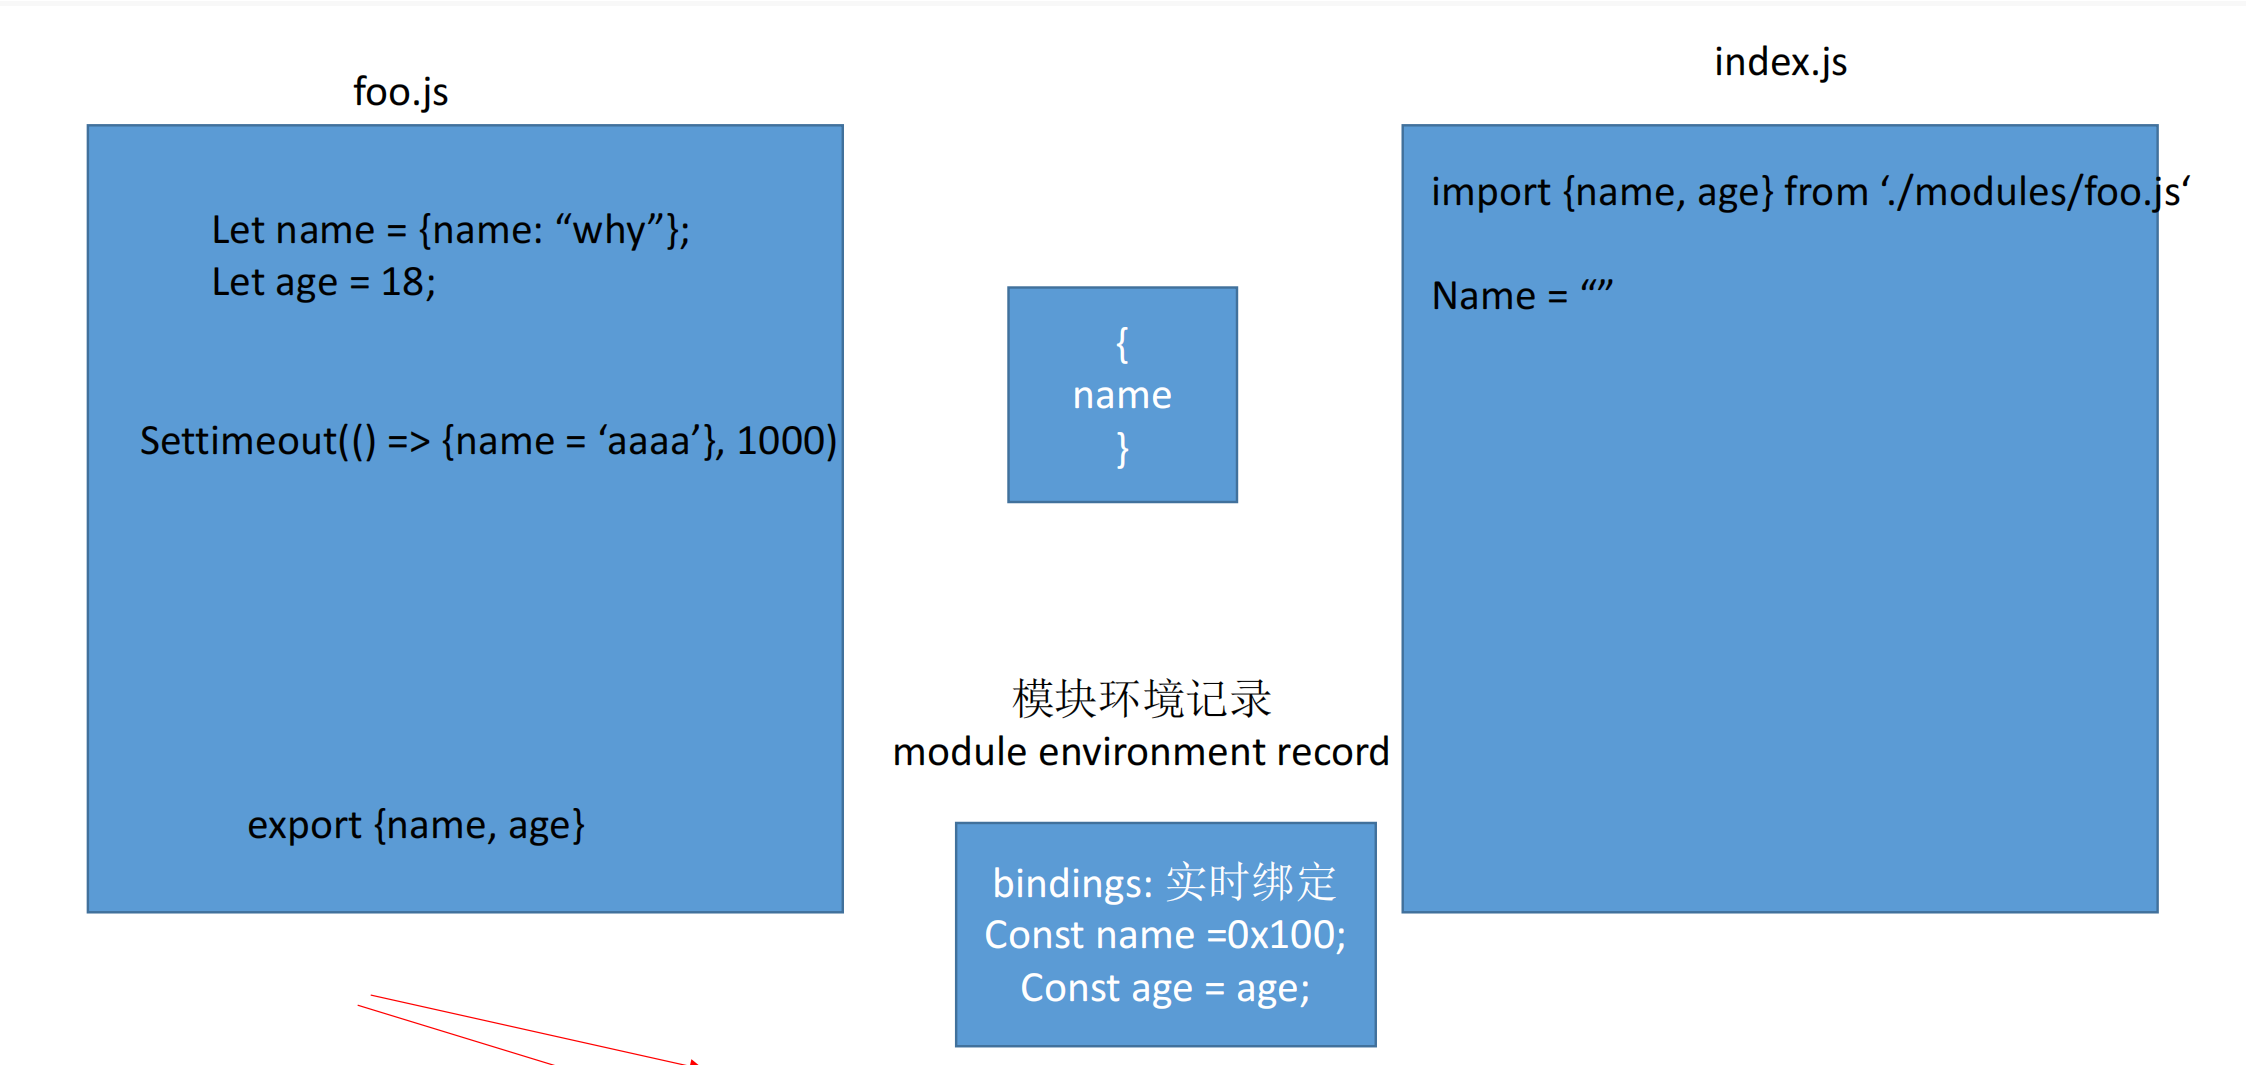 foo.js
Let name = {name: “why”};
Let age = 18;
Settimeout(() => {name = ‘aaaa’}, 1000)
export {name, age}
{
name
}
模块环境记录
module environment record
bindings: 实时绑定
Const name =0x100;
Const age = age;
index.js
import {name, age} from ‘./modules/foo.js‘
Name = “”